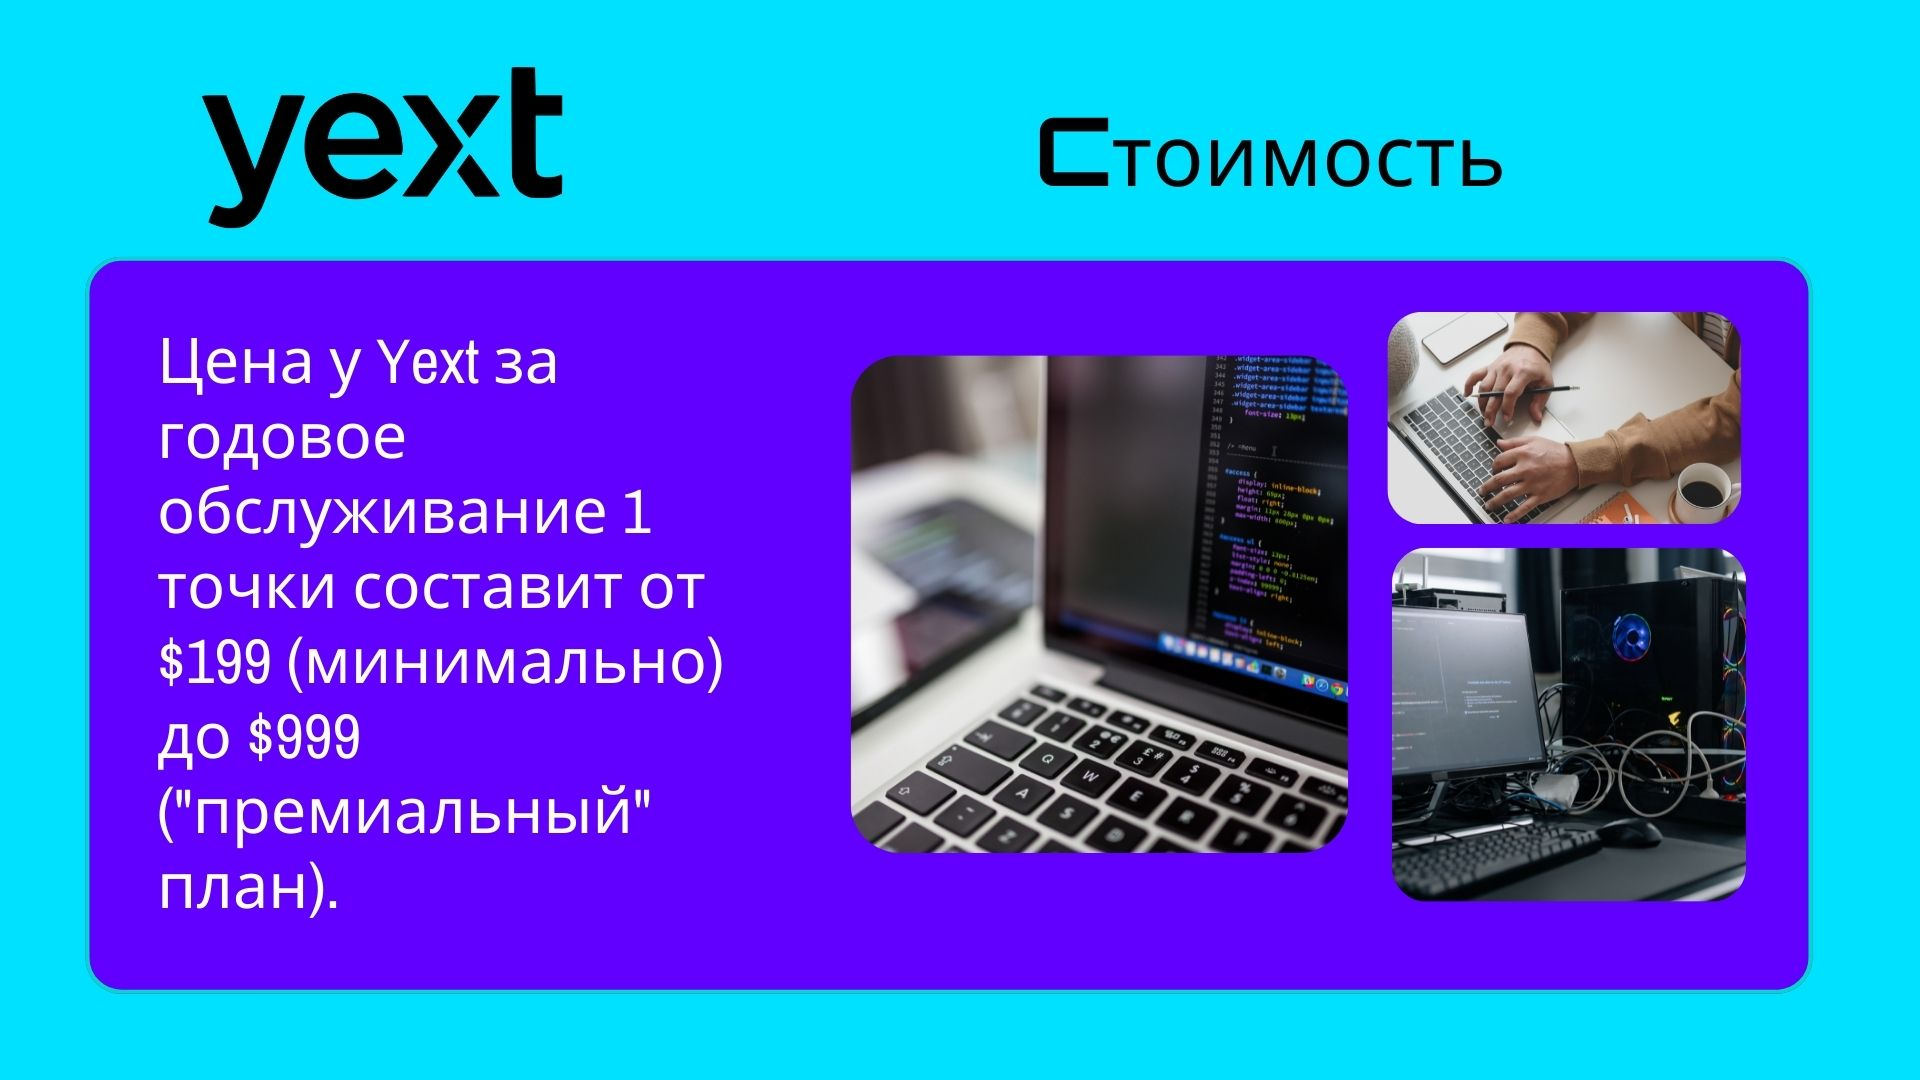 yext
Стоимость
Цена у Yext за
годовое
обслуживание 1
точки составит от
$199 (минимально)
до $999
("премиальный"
план).